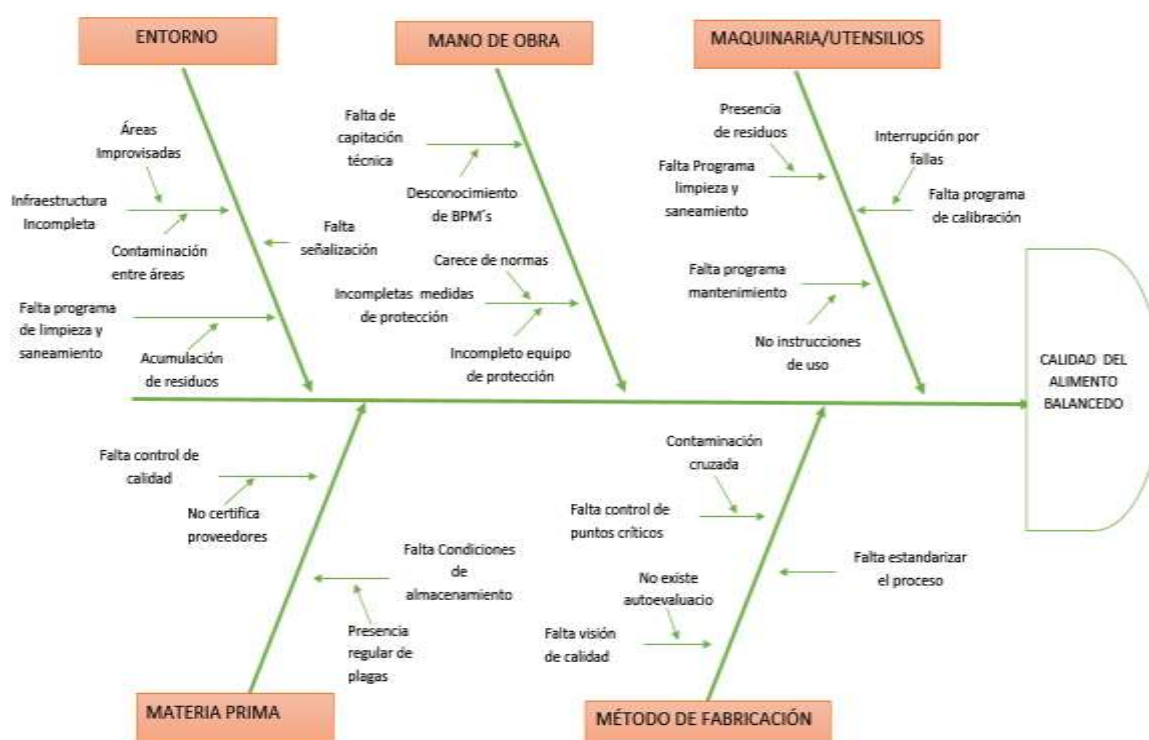 ENTORNO
MANO DE OBRA
MAQUINARIA/UTENSILIOS
Áreas
Improvisadas
Infraestructura
Incompleta
Contaminación
entre áreas
Falta
señalización
Falta programa
de limpieza y
saneamiento
Acumulación
de residuos
Falta de
capitación
técnica
Desconocimiento
de BPM´s
Carece de normas
Incompletas medidas
de protección
Incompleto equipo
de protección
Presencia
de residuos
Falta Programa
limpieza y
saneamiento
Interrupción por
fallas
Falta programa
de calibración
Falta programa
mantenimiento
No instrucciones
de uso
CALIDAD DEL
ALIMENTO
BALANCEDO
Falta control de
calidad
No certifica
proveedores
Falta Condiciones
de
almacenamiento
Presencia
regular de
plagas
Contaminación
cruzada
Falta control de
puntos críticos
Falta estandarizar
el proceso
No existe
autoevaluacio
Falta visión
de calidad
MATERIA PRIMA
MÉTODO DE FABRICACIÓN